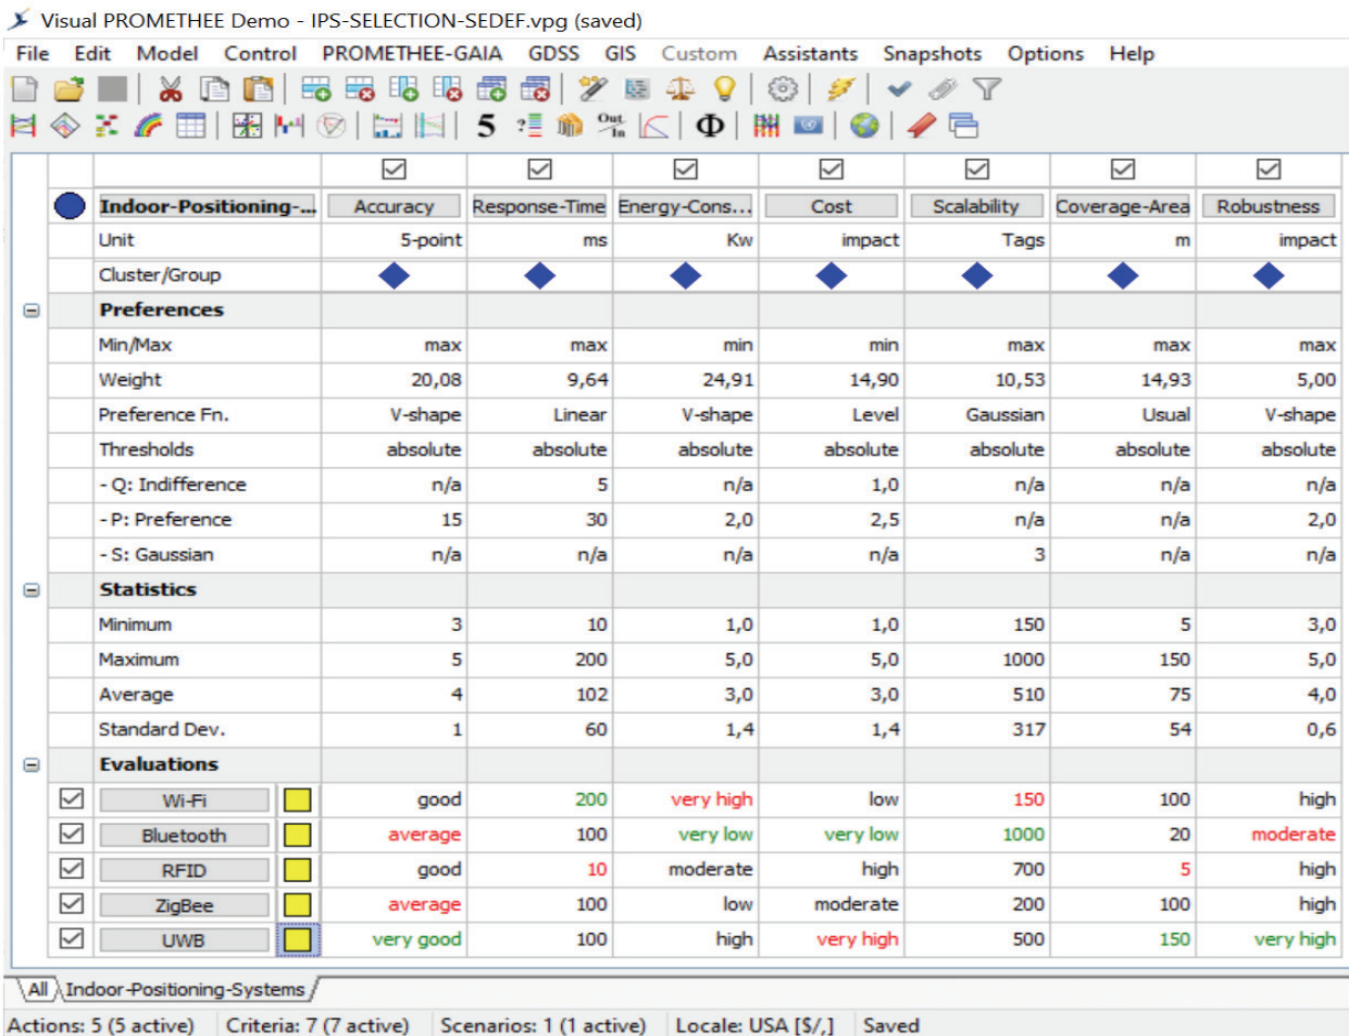 Visual PROMETHEE Demo - IPS-SELECTION-SEDEF.vpg (saved)
File Edit Model Control PROMETHEE-GAIA GDSS GIS Custom Assistants Snapshots Options Help
5 ? Out In Φ
Indoor-Positioning-... Accuracy Response-Time Energy-Cons... Cost Scalability Coverage-Area Robustness
Unit 5-point ms Kw impact Tags m impact
Cluster/Group
Preferences
Min/Max max max min min max max max
Weight 20,08 9,64 24,91 14,90 10,53 14,93 5,00
Preference Fn. V-shape Linear V-shape Level Gaussian Usual V-shape
Thresholds absolute absolute absolute absolute absolute absolute absolute
- Q: Indifference n/a 5 n/a 1,0 n/a n/a n/a
- P: Preference 15 30 2,0 2,5 n/a n/a 2,0
- S: Gaussian n/a n/a n/a n/a 3 n/a n/a
Statistics
Minimum 3 10 1,0 1,0 150 5 3,0
Maximum 5 200 5,0 5,0 1000 150 5,0
Average 4 102 3,0 3,0 510 75 4,0
Standard Dev. 1 60 1,4 1,4 317 54 0,6
Evaluations
Wi-Fi good 200 very high low 150 100 high
Bluetooth average 100 very low very low 1000 20 moderate
RFID good 10 moderate high 700 5 high
ZigBee average 100 low moderate 200 100 high
UWB very good 100 high very high 500 150 very high
All Indoor-Positioning-Systems
Actions: 5 (5 active) Criteria: 7 (7 active) Scenarios: 1 (1 active) Locale: USA [$/,] Saved